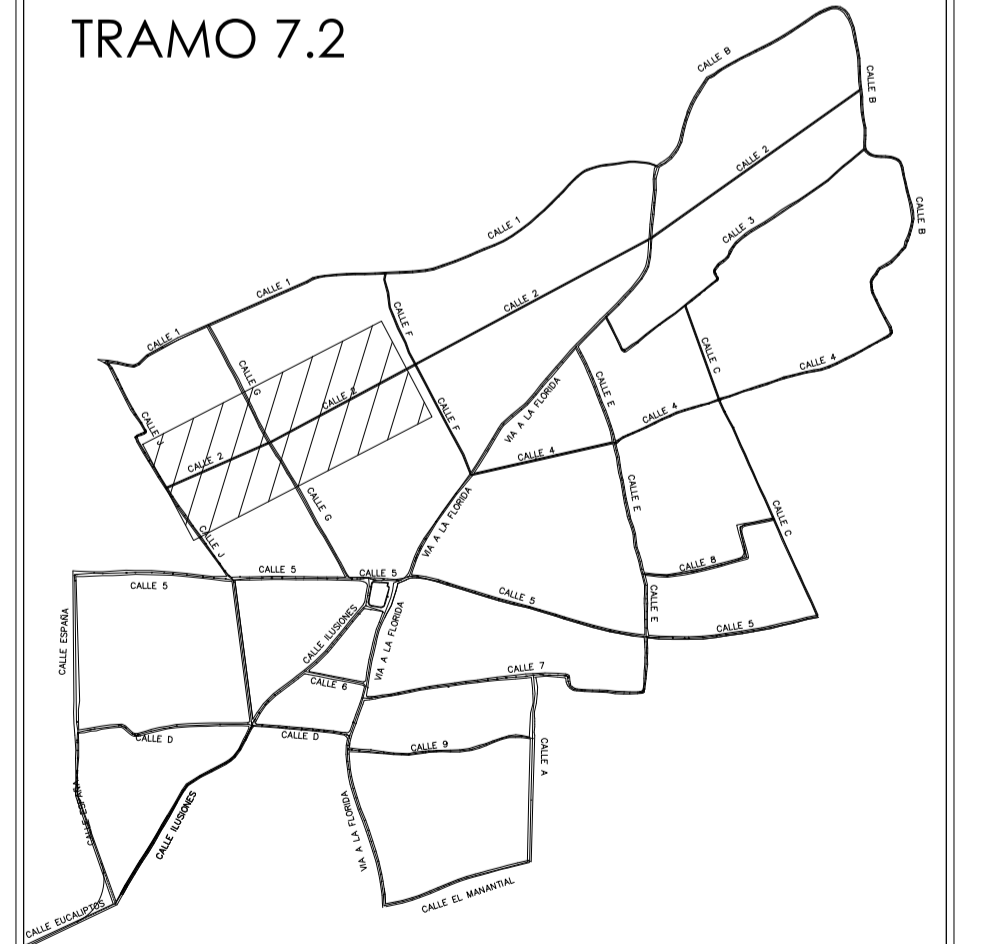 TRAMO 7.2
CALLE B
CALLE B
CALLE 2
CALLE B
CALLE 3
CALLE 1
CALLE 1
CALLE 2
CALLE F
CALLE 1
CALLE G
CALLE C
CALLE 4
CALLE E
CALLE 2
VIA A LA FLORIDA
CALLE F
CALLE 4
CALLE J
CALLE 4
CALLE 2
CALLE E
CALLE G
VIA A LA FLORIDA
CALLE C
CALLE J
CALLE 8
CALLE 5
CALLE 5
CALLE 5
CALLE 5
CALLE E
CALLE 5
CALLE ESPAÑA
CALLE ILUSIONES
VIA A LA FLORIDA
CALLE 7
CALLE 6
CALLE D
CALLE D
CALLE 9
CALLE A
CALLE ESPAÑA
CALLE ILUSIONES
VIA A LA FLORIDA
CALLE EL MANANTIAL
CALLE EUCALIPTOS